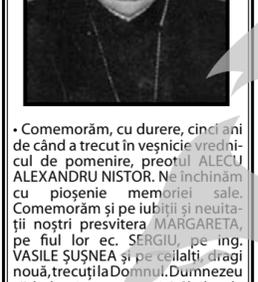 • Comemorăm, cu durere, cinci ani
de când a trecut în veșnicie vredni-
cul de pomenire, preotul ALECU
ALEXANDRU NISTOR. Ne închinăm
cu pioșenie memoriei sale.
Comemorăm și pe iubiții și neuita-
ții noștri presvitera MARGARETA,
pe fiul lor ec. SERGIU, pe ing.
VASILE ȘUȘNEA și pe ceilalți, dragi
nouă, trecuți la Domnul. Dumnezeu